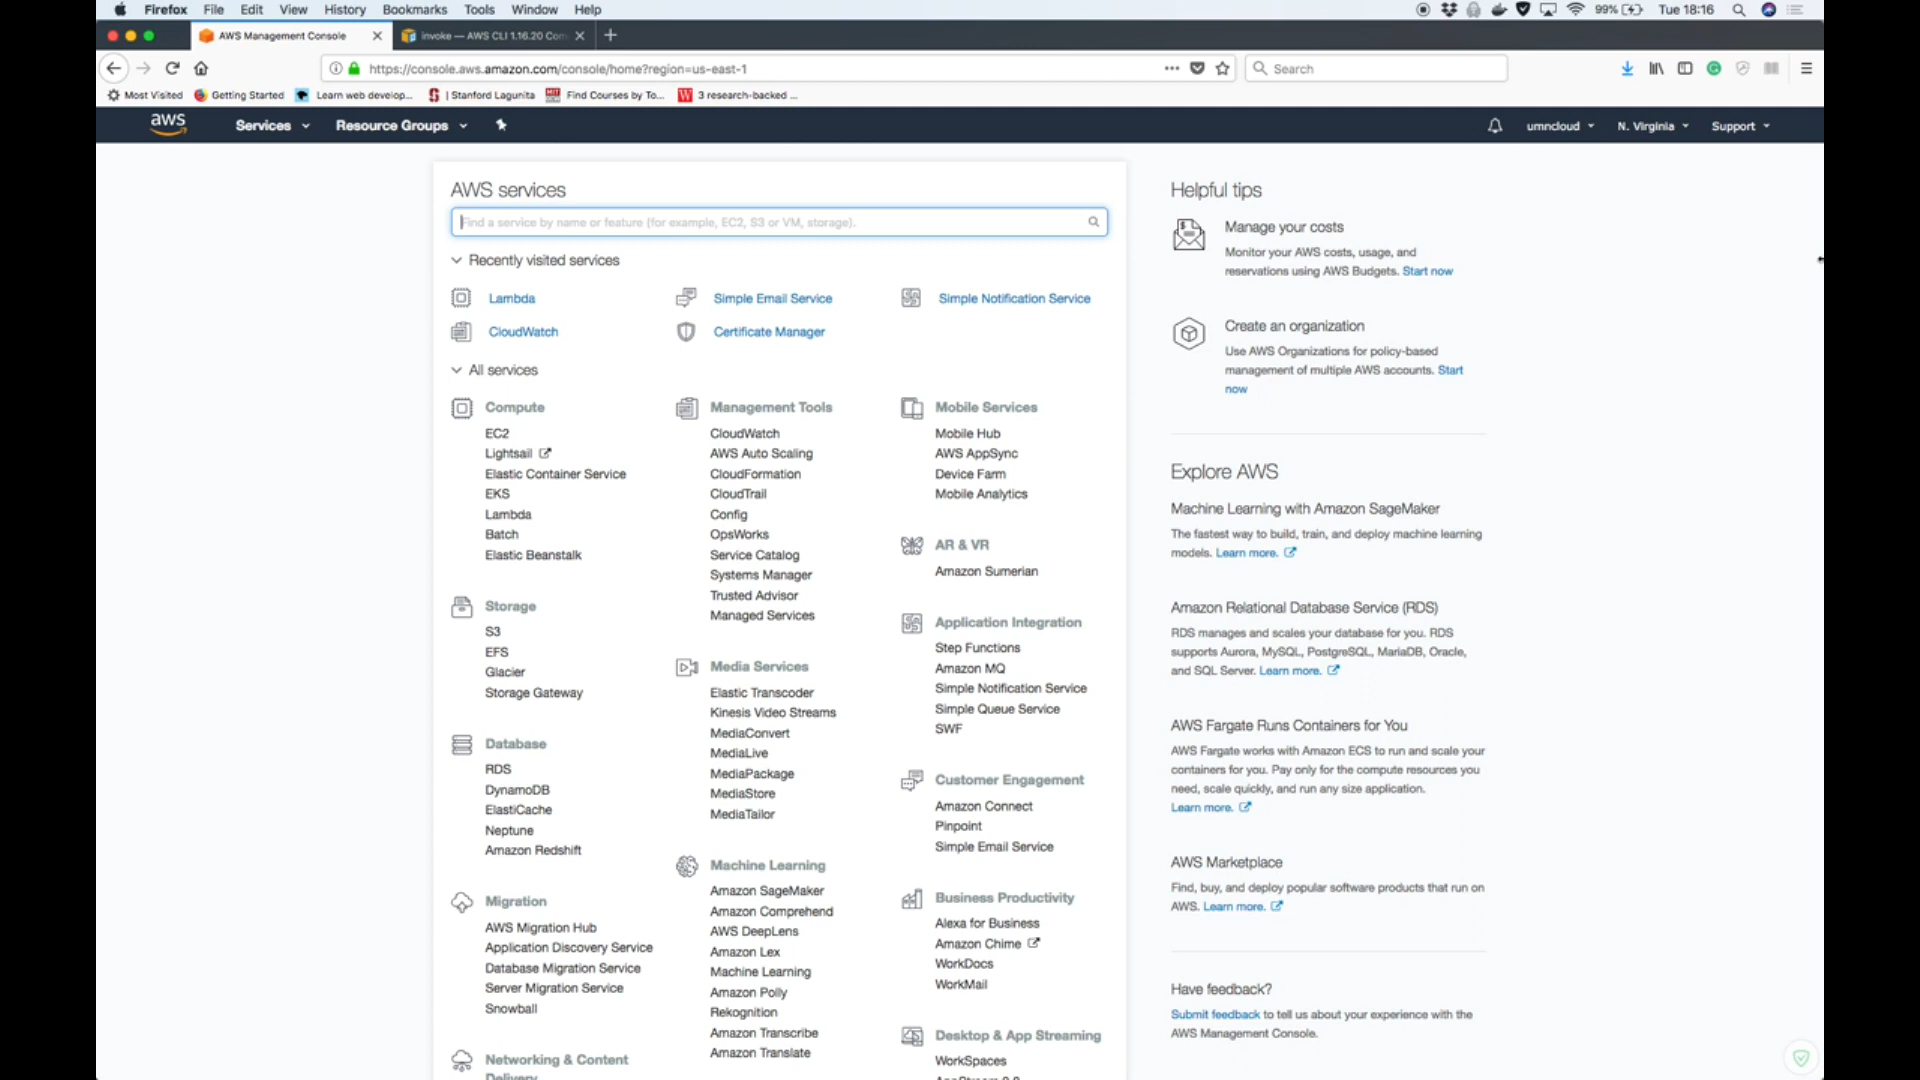 Firefox File Edit View History Bookmarks Tools Window Help 99% Tue 18:16
AWS Management Console invoke — AWS CLI 1.16.20 Com
https://console.aws.amazon.com/console/home?region=us-east-1 Search
Most Visited Getting Started Learn web develop... | Stanford Lagunita Find Courses by To... 3 research-backed ...
aws Services Resource Groups umncloud N. Virginia Support
AWS services
Find a service by name or feature (for example, EC2, S3 or VM, storage).
Recently visited services
Lambda Simple Email Service Simple Notification Service
CloudWatch Certificate Manager
All services
Compute
EC2
Lightsail
Elastic Container Service
EKS
Lambda
Batch
Elastic Beanstalk
Storage
S3
EFS
Glacier
Storage Gateway
Database
RDS
DynamoDB
ElastiCache
Neptune
Amazon Redshift
Migration
AWS Migration Hub
Application Discovery Service
Database Migration Service
Server Migration Service
Snowball
Networking & Content
Delivery
Management Tools
CloudWatch
AWS Auto Scaling
CloudFormation
CloudTrail
Config
OpsWorks
Service Catalog
Systems Manager
Trusted Advisor
Managed Services
Media Services
Elastic Transcoder
Kinesis Video Streams
MediaConvert
MediaLive
MediaPackage
MediaStore
MediaTailor
Machine Learning
Amazon SageMaker
Amazon Comprehend
AWS DeepLens
Amazon Lex
Machine Learning
Amazon Polly
Rekognition
Amazon Transcribe
Amazon Translate
Mobile Services
Mobile Hub
AWS AppSync
Device Farm
Mobile Analytics
AR & VR
Amazon Sumerian
Application Integration
Step Functions
Amazon MQ
Simple Notification Service
Simple Queue Service
SWF
Customer Engagement
Amazon Connect
Pinpoint
Simple Email Service
Business Productivity
Alexa for Business
Amazon Chime
WorkDocs
WorkMail
Desktop & App Streaming
WorkSpaces
Helpful tips
Manage your costs
Monitor your AWS costs, usage, and
reservations using AWS Budgets. Start now
Create an organization
Use AWS Organizations for policy-based
management of multiple AWS accounts. Start
now
Explore AWS
Machine Learning with Amazon SageMaker
The fastest way to build, train, and deploy machine learning
models. Learn more.
Amazon Relational Database Service (RDS)
RDS manages and scales your database for you. RDS
supports Aurora, MySQL, PostgreSQL, MariaDB, Oracle,
and SQL Server. Learn more.
AWS Fargate Runs Containers for You
AWS Fargate works with Amazon ECS to run and scale your
containers for you. Pay only for the compute resources you
need, scale quickly, and run any size application.
Learn more.
AWS Marketplace
Find, buy, and deploy popular software products that run on
AWS. Learn more.
Have feedback?
Submit feedback to tell us about your experience with the
AWS Management Console.